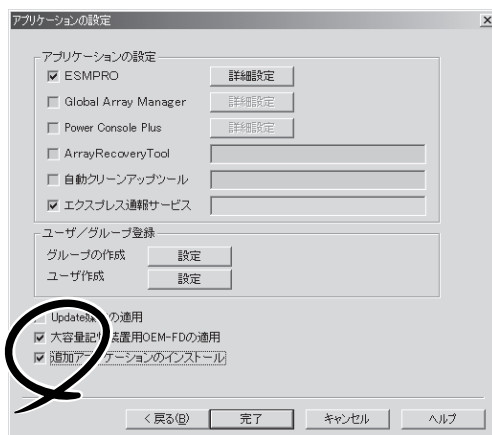 アプリケーションの設定
アプリケーションの設定
ESMPRO 詳細設定
Global Array Manager 詳細設定
Power Console Plus 詳細設定
ArrayRecoveryTool
自動クリーンアップツール
エクスプレス通報サービス
ユーザ/グループ登録
グループの作成 設定
ユーザ作成 設定
Update の適用
大容量記 装置用OEM-FDの適用
追加ア ケーションのインストール
< 戻る(B) 完了 キャンセル ヘルプ